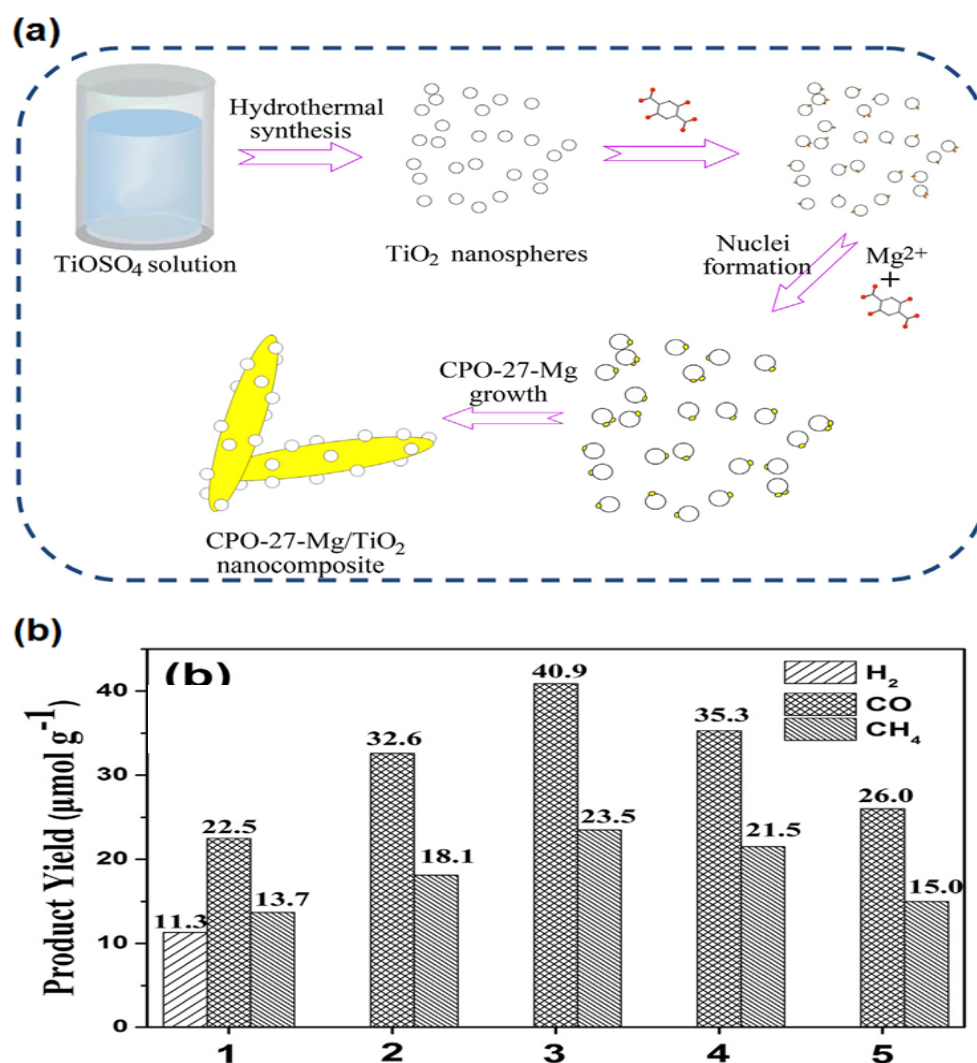 (a)
Hydrothermal
synthesis
TiOSO₄ solution
TiO₂ nanospheres
Nuclei
formation
Mg²⁺
+
CPO-27-Mg
growth
CPO-27-Mg/TiO₂
nanocomposite
(b)
(b)
Product Yield (μmol g⁻¹)
40
30
20
10
0
H₂
CO
CH₄
11.3
22.5
13.7
32.6
18.1
40.9
23.5
35.3
21.5
26.0
15.0
1 2 3 4 5